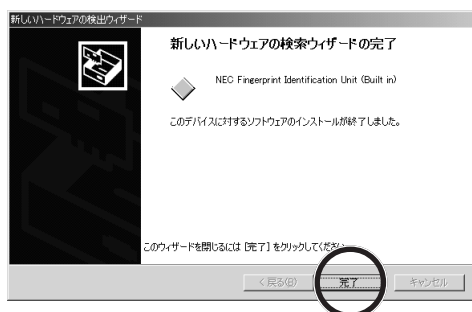 新しいハードウェアの検出ウィザード
新しいハードウェアの検索ウィザードの完了
NEC Fingerprint Identification Unit (Built in)
このデバイスに対するソフトウェアのインストールが終了しました。
このウィザードを閉じるには [完了] をクリックしてください。
< 戻る(B)
完了
キャンセル